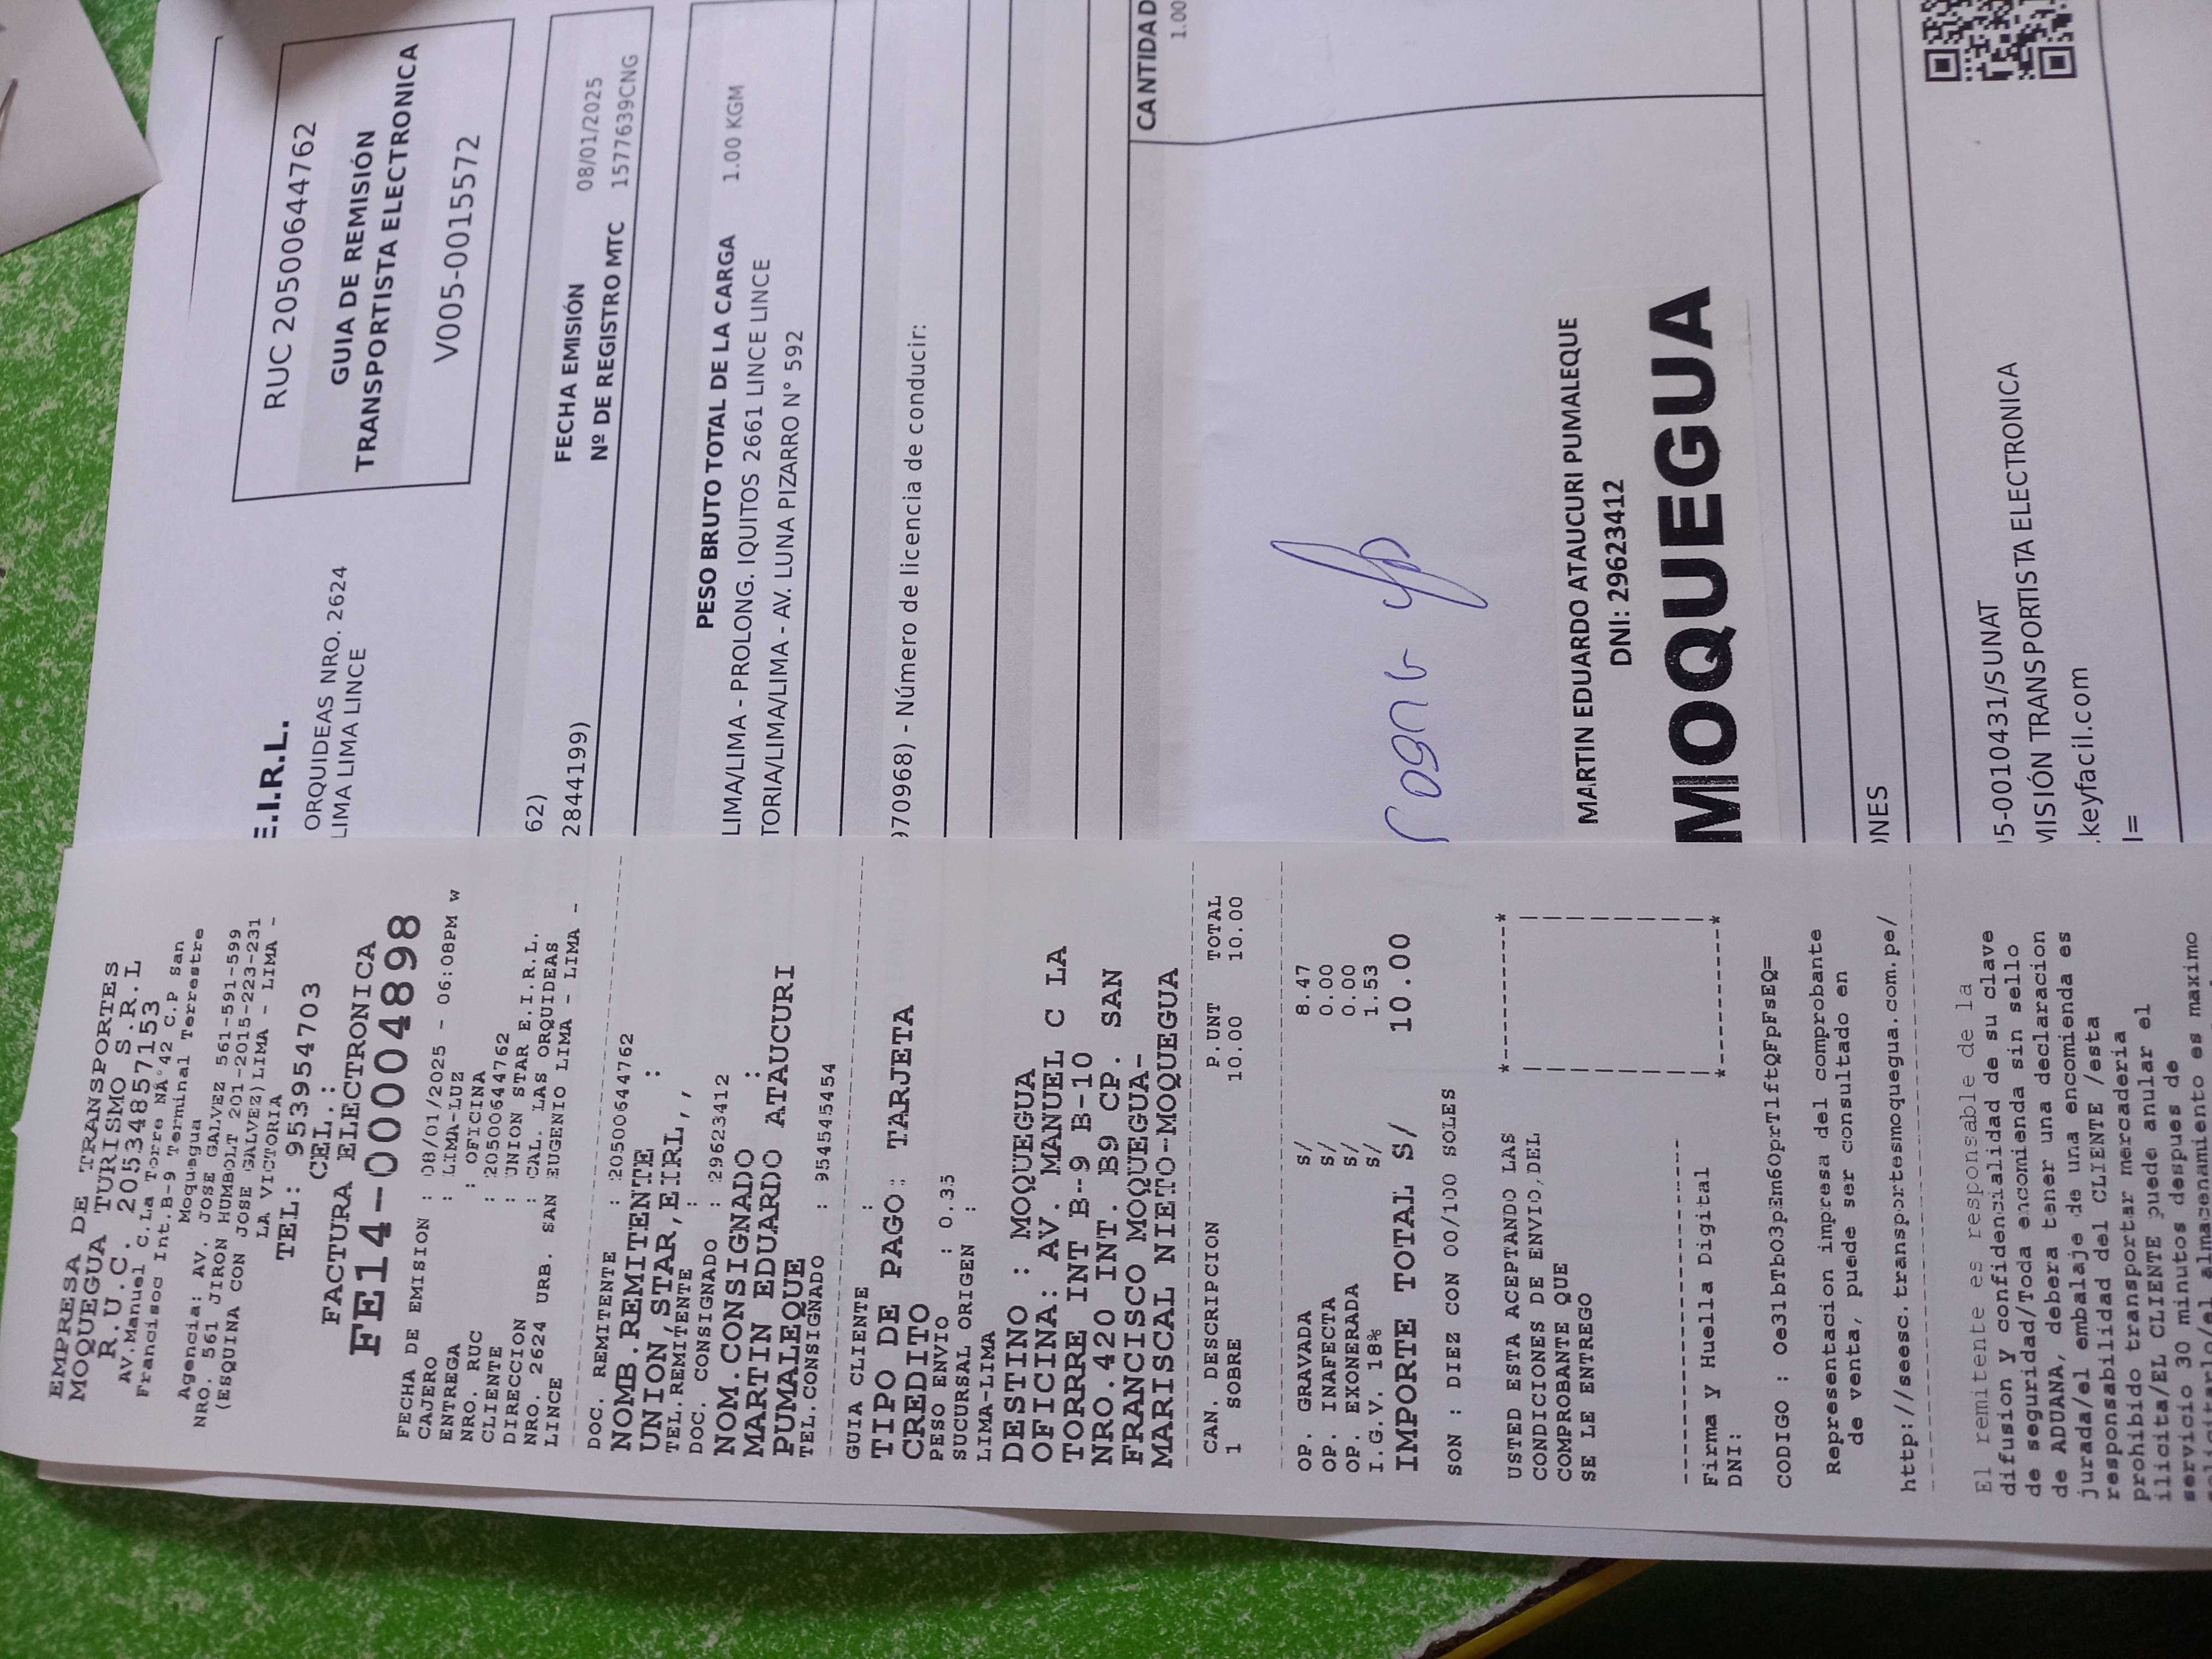 EMPRESA DE TRANSPORTES
MOQUEGUA TURISMO S.R.L
R.U.C. 20534857153
AV.Manuel c.La Torre NÂ°42 C.P San
Francisoc Int.B-9 Terminal Terrestre
Moquegua
Agencia: AV. JOSE GALVEZ 561-591-599
NRO. 561 JIRON HUMBOLT 201-2015-223-231
(ESQUINA CON JOSE GALVEZ)LIMA - LIMA -
LA VICTORIA
TEL: 953954703
CEL.:
FACTURA ELECTRONICA
FE14-00004898
FECHA DE EMISION : 08/01/2025 - 06:08PM w
CAJERO : LIMA-LUZ
ENTREGA : OFICINA
NRO. RUC : 20500644762
CLIENTE : UNION STAR E.I.R.L.
DIRECCION : CAL. LAS ORQUIDEAS
NRO. 2624 URB. SAN EUGENIO LIMA - LIMA -
LINCE
DOC. REMITENTE : 20500644762
NOMB.REMITENTE :
UNION,STAR,EIRL,,
TEL.REMITENTE :
DOC. CONSIGNADO : 29623412
NOM.CONSIGNADO :
MARTIN EDUARDO ATAUCURI
PUMALEQUE
TEL.CONSIGNADO : 954545454
GUIA CLIENTE :
TIPO DE PAGO: TARJETA
CREDITO
PESO ENVIO : 0.35
SUCURSAL ORIGEN :
LIMA-LIMA
DESTINO : MOQUEGUA
OFICINA: AV. MANUEL C LA
TORRE INT B-9 B-10
NRO.420 INT. B9 CP. SAN
FRANCISCO MOQUEGUA-
MARISCAL NIETO-MOQUEGUA
CAN. DESCRIPCION P.UNT TOTAL
1 SOBRE 10.00 10.00
OP. GRAVADA S/ 8.47
OP. INAFECTA S/ 0.00
OP. EXONERADA S/ 0.00
I.G.V. 18% S/ 1.53
IMPORTE TOTAL S/ 10.00
SON : DIEZ CON 00/100 SOLES
USTED ESTA ACEPTANDO LAS
CONDICIONES DE ENVIO,DEL
COMPROBANTE QUE
SE LE ENTREGO
Firma y Huella Digital
DNI:
CODIGO : oe31bTbO3pEm6OprTlftQFpFsEQ=
Representacion impresa del comprobante
de venta, puede ser consultado en
http://seesc.transportesmoquegua.com.pe/
El remitente es responsable de la
difusion y confidencialidad de su clave
de seguridad/Toda encomienda sin sello
de ADUANA, debera tener una declaracion
jurada/el embalaje de una encomienda es
responsabilidad del CLIENTE /esta
prohibido transportar mercaderia
ilicita/EL CLIENTE puede anular el
servicio 30 minutos despues de
almacenamiento es maximo
E.I.R.L.
ORQUIDEAS NRO. 2624
LIMA LIMA LINCE
RUC 20500644762
GUIA DE REMISIÓN
TRANSPORTISTA ELECTRONICA
V005-0015572
62)
2844199)
FECHA EMISIÓN 08/01/2025
Nº DE REGISTRO MTC 1577639CNG
PESO BRUTO TOTAL DE LA CARGA 1.00 KGM
LIMA/LIMA - PROLONG. IQUITOS 2661 LINCE LINCE
TORIA/LIMA/LIMA - AV. LUNA PIZARRO N° 592
970968) - Número de licencia de conducir:
CANTIDAD
1.00
MARTIN EDUARDO ATAUCURI PUMALEQUE
DNI: 29623412
MOQUEGUA
ONES
5-0010431/SUNAT
MISIÓN TRANSPORTISTA ELECTRONICA
.keyfacil.com
l=